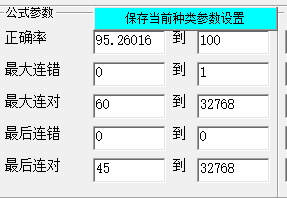 公式参数 保存当前种类参数设置
正确率 95.26016 到 100
最大连错 0 到 1
最大连对 60 到 32768
最后连错 0 到 0
最后连对 45 到 32768